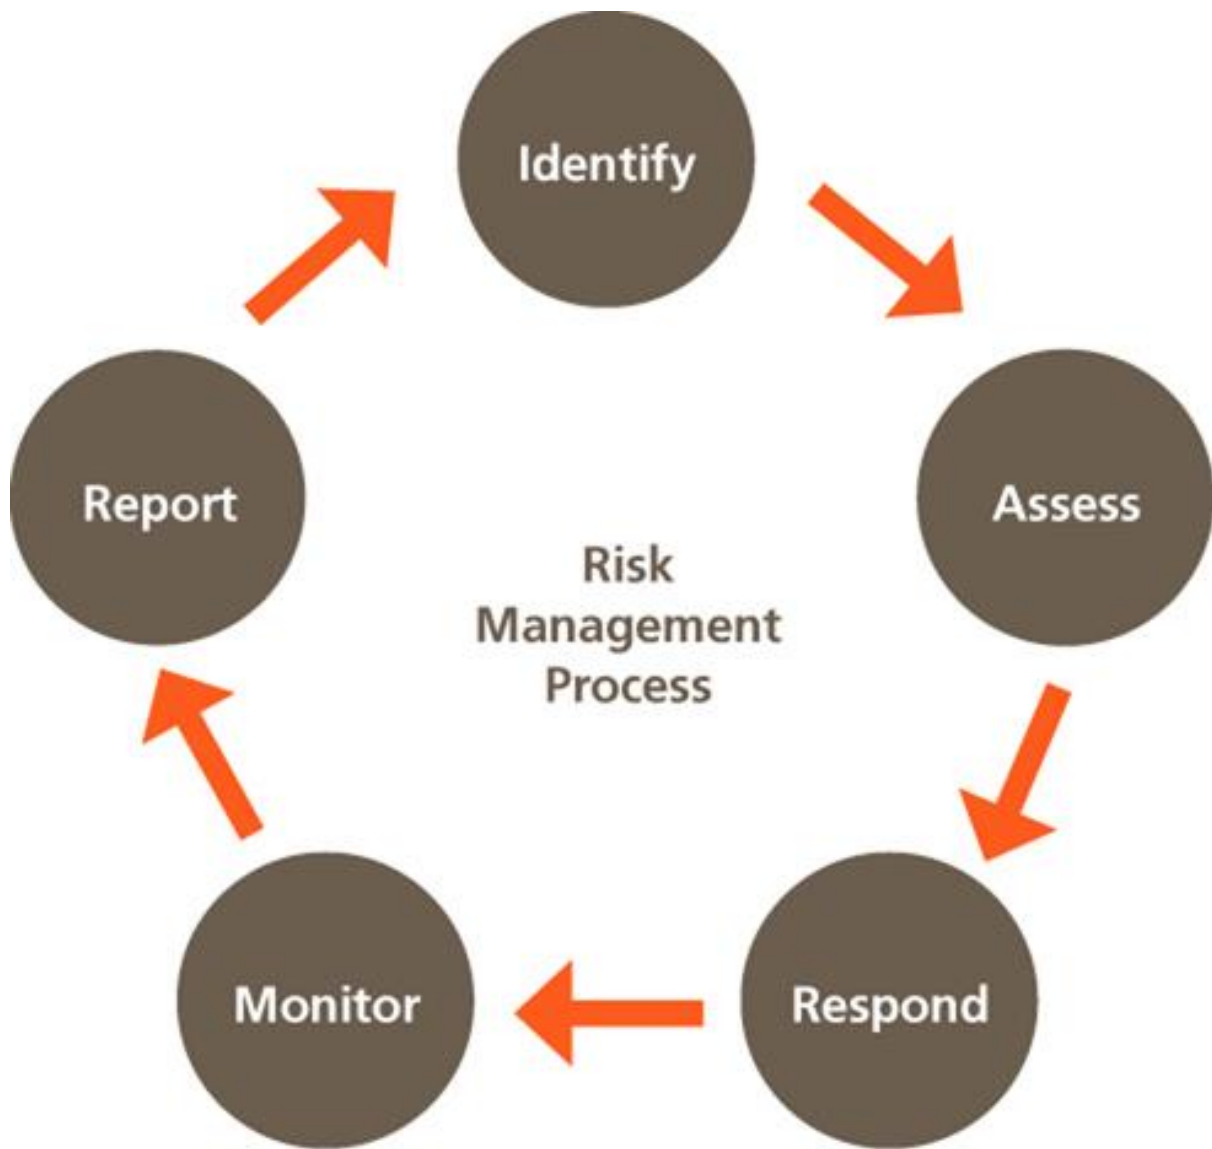 Identify
Assess
Respond
Monitor
Report
Risk
Management
Process